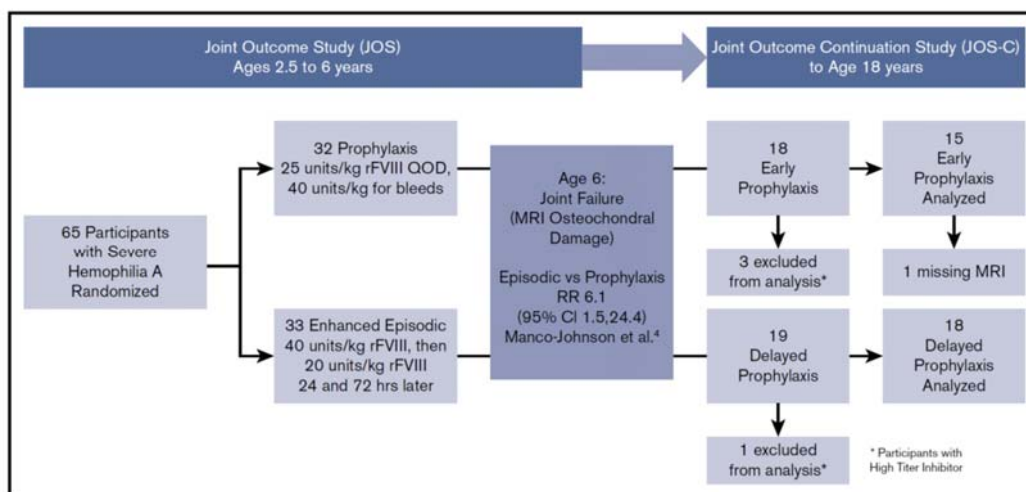 Joint Outcome Study (JOS)
Ages 2.5 to 6 years
Joint Outcome Continuation Study (JOS-C)
to Age 18 years
65 Participants
with Severe
Hemophilia A
Randomized
32 Prophylaxis
25 units/kg rFVIII QOD,
40 units/kg for bleeds
33 Enhanced Episodic
40 units/kg rFVIII, then
20 units/kg rFVIII
24 and 72 hrs later
Age 6:
Joint Failure
(MRI Osteochondral
Damage)
Episodic vs Prophylaxis
RR 6.1
(95% CI 1.5,24.4)
Manco-Johnson et al.⁴
18
Early
Prophylaxis
15
Early
Prophylaxis
Analyzed
3 excluded
from analysis*
1 missing MRI
19
Delayed
Prophylaxis
18
Delayed
Prophylaxis
Analyzed
1 excluded
from analysis*
* Participants with
High Titer Inhibitor